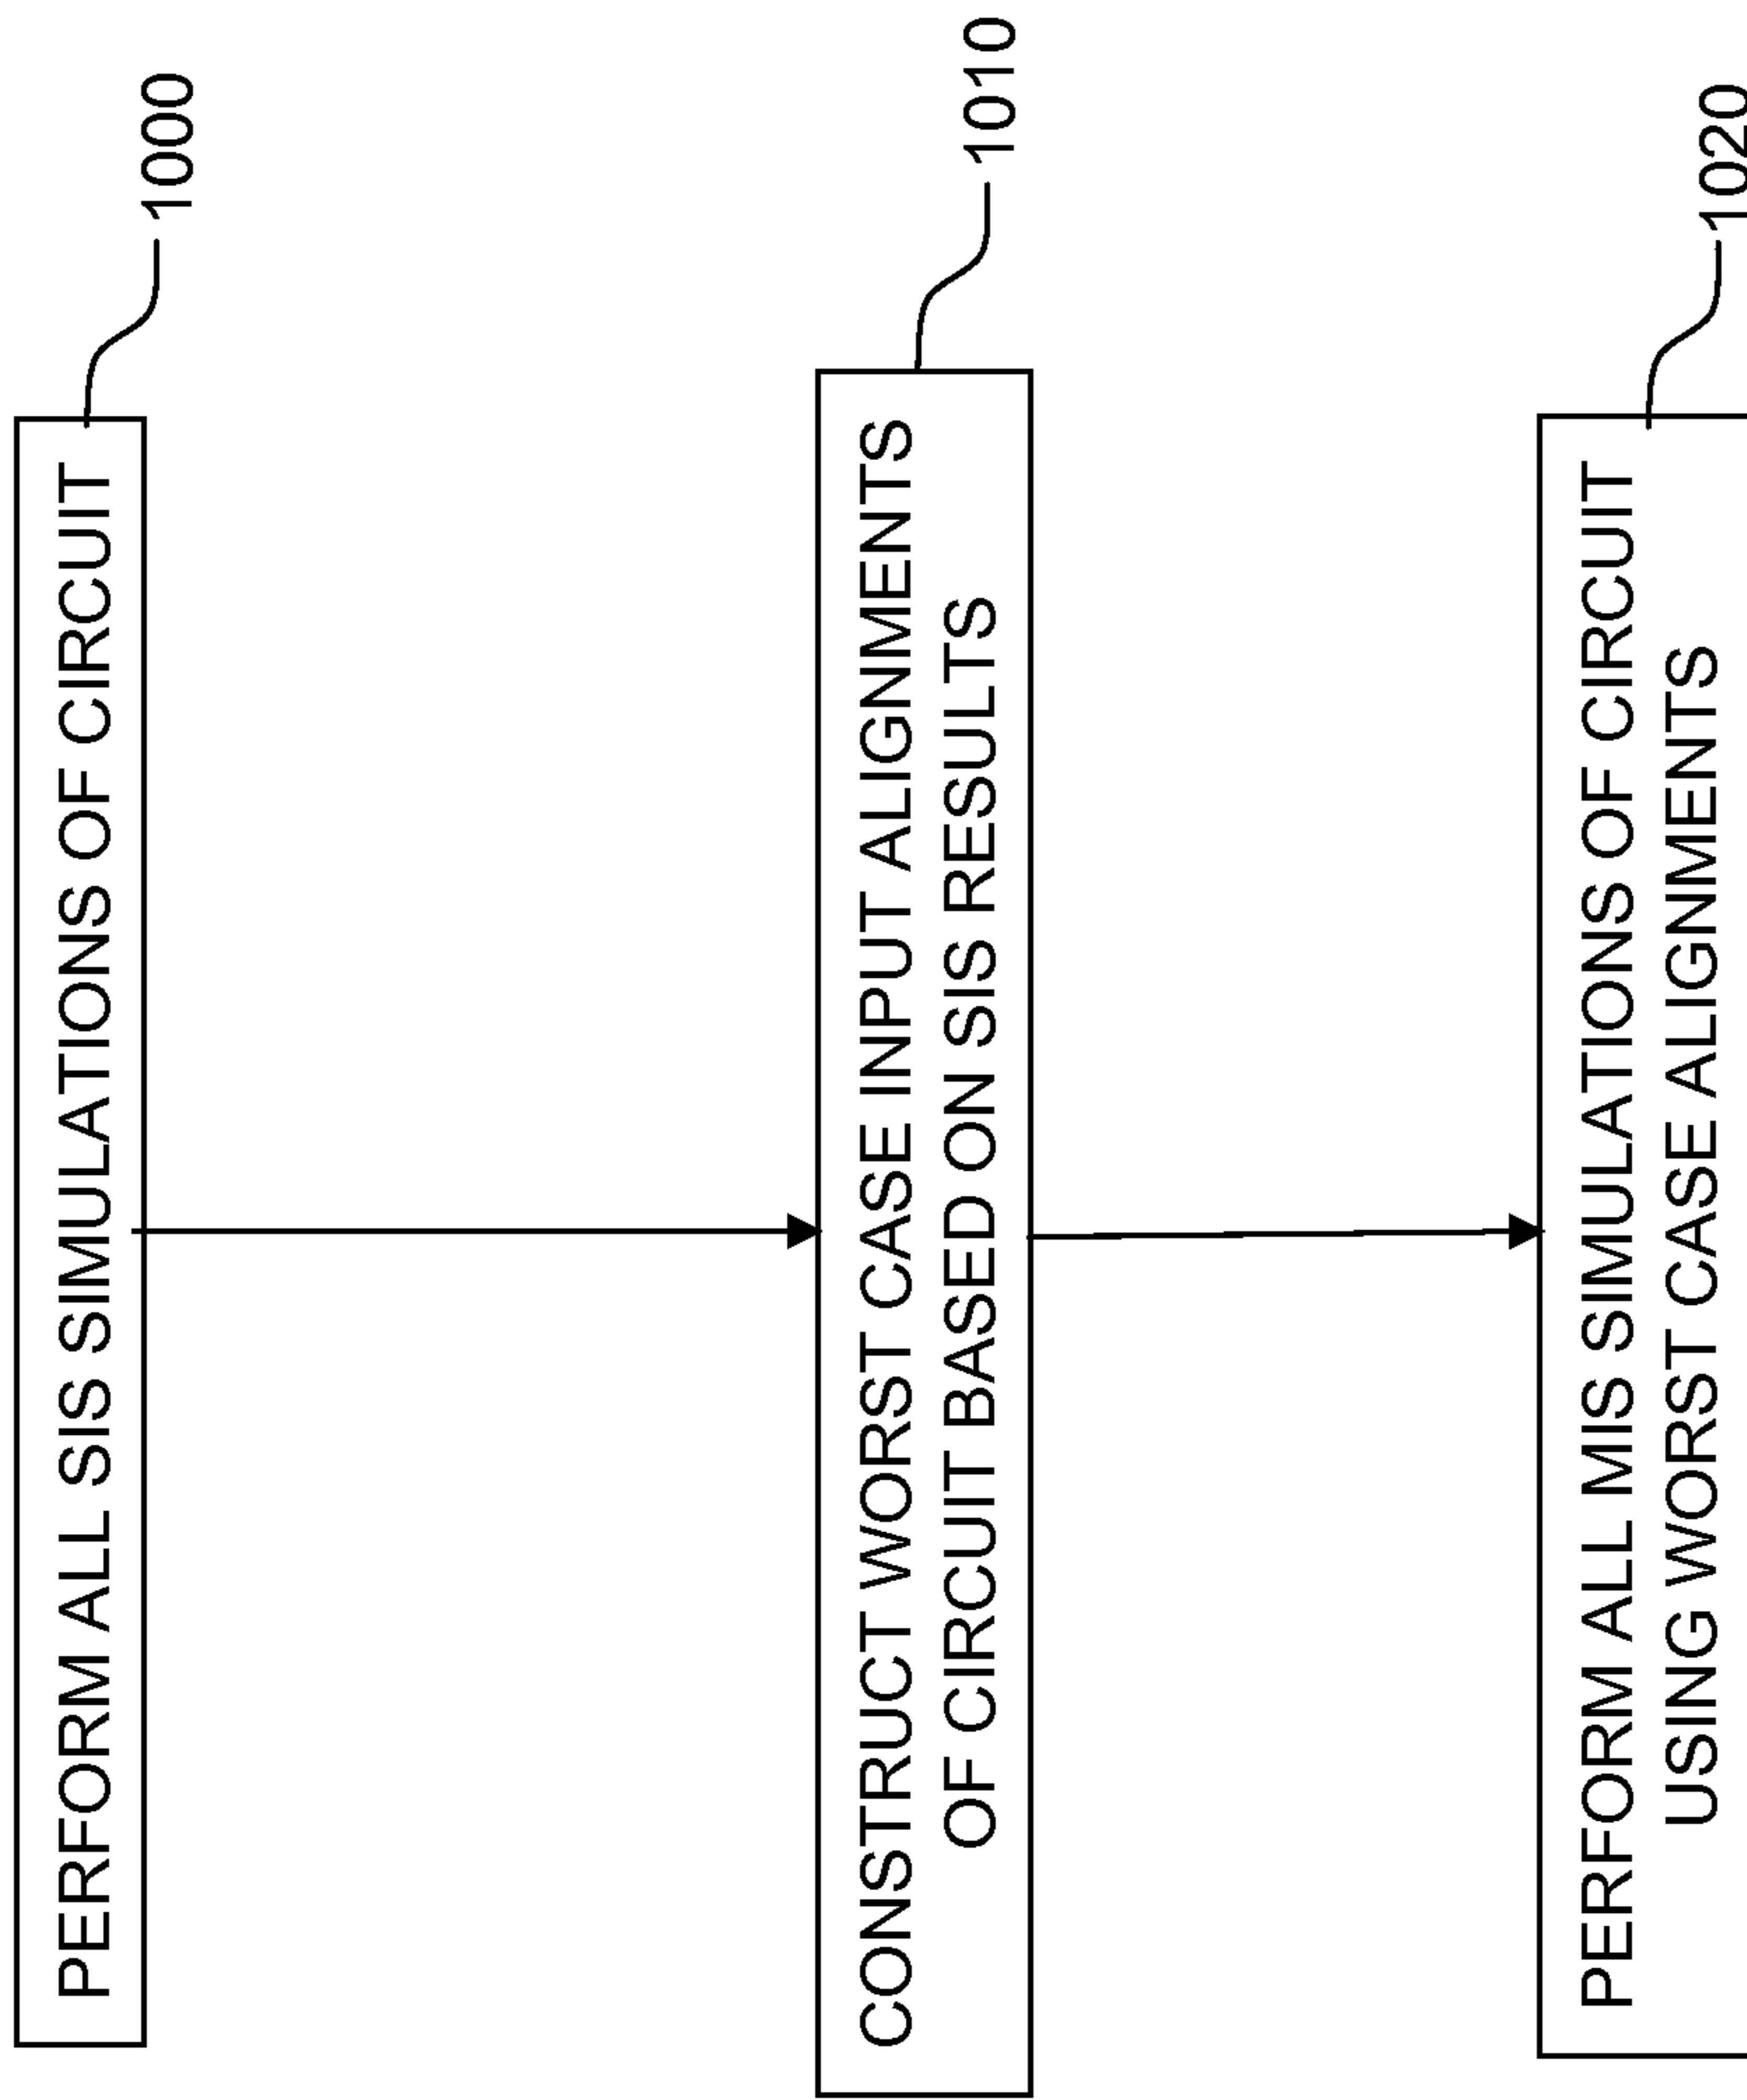 PERFORM ALL SIS SIMULATIONS OF CIRCUIT
1000
CONSTRUCT WORST CASE INPUT ALIGNMENTS
OF CIRCUIT BASED ON SIS RESULTS
1010
PERFORM ALL MIS SIMULATIONS OF CIRCUIT
USING WORST CASE ALIGNMENTS
1020